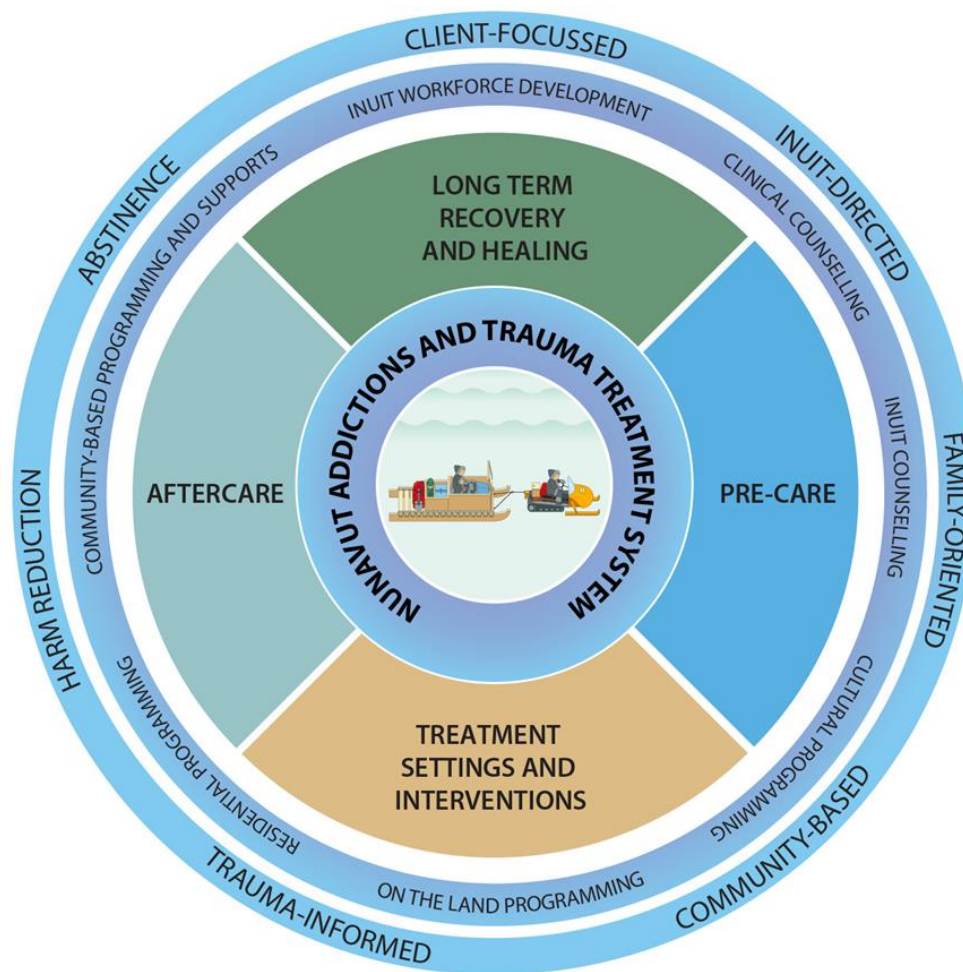 CLIENT-FOCUSSED
INUIT-DIRECTED
FAMILY-ORIENTED
COMMUNITY-BASED
TRAUMA-INFORMED
HARM REDUCTION
ABSTINENCE
INUIT WORKFORCE DEVELOPMENT
CLINICAL COUNSELLING
INUIT COUNSELLING
CULTURAL PROGRAMMING
ON THE LAND PROGRAMMING
RESIDENTIAL PROGRAMMING
COMMUNITY-BASED PROGRAMMING AND SUPPORTS
LONG TERM
RECOVERY
AND HEALING
PRE-CARE
TREATMENT
SETTINGS AND
INTERVENTIONS
AFTERCARE
NUNAVUT ADDICTIONS AND TRAUMA TREATMENT SYSTEM